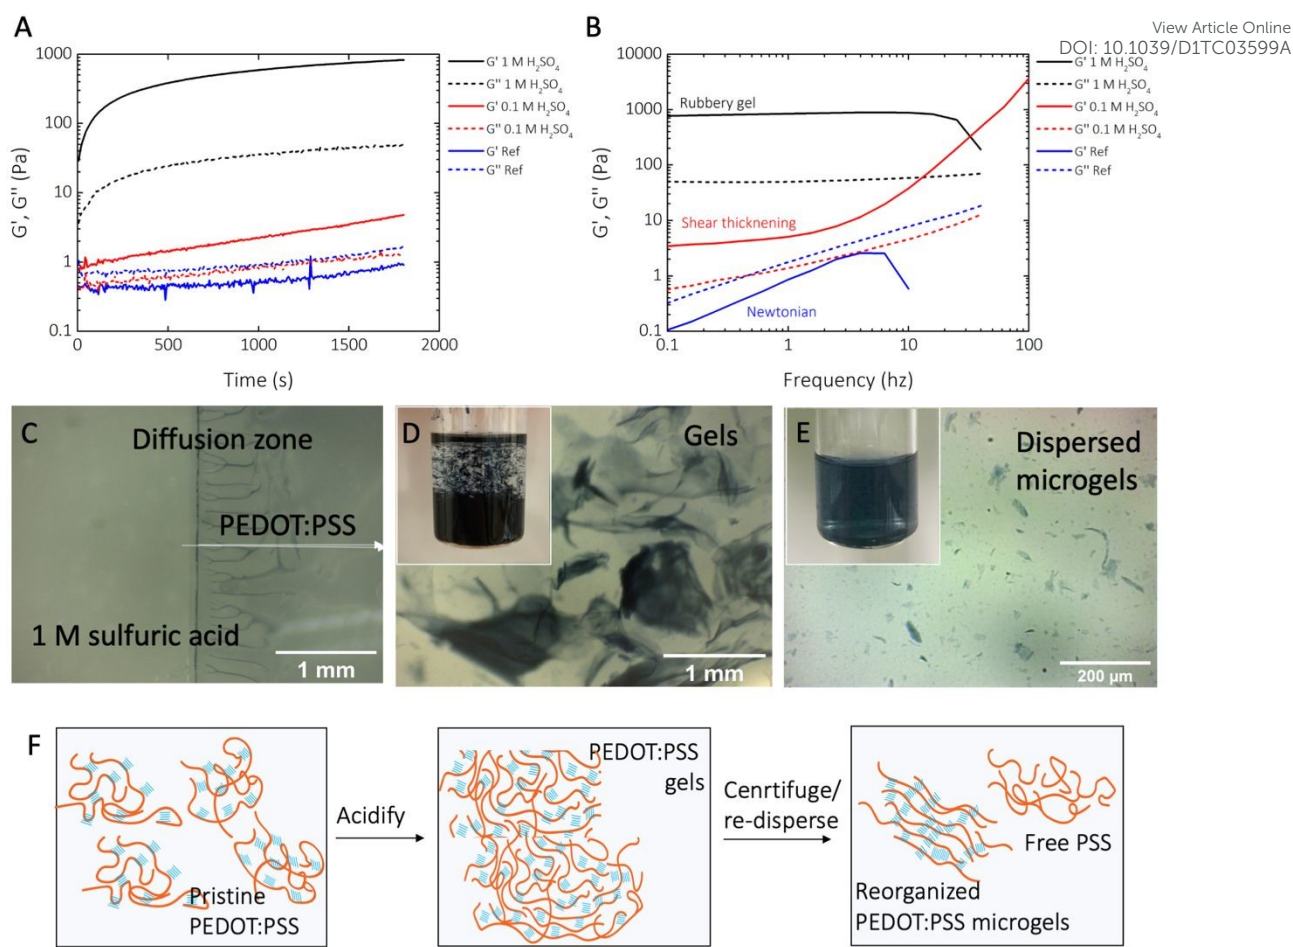 View Article Online
DOI: 10.1039/D1TC03599A
A
1000
100
10
1
0.1
G', G'' (Pa)
0
500
1000
1500
2000
Time (s)
G' 1 M H₂SO₄
G'' 1 M H₂SO₄
G' 0.1 M H₂SO₄
G'' 0.1 M H₂SO₄
G' Ref
G'' Ref
B
10000
1000
100
10
1
0.1
G', G'' (Pa)
Rubbery gel
Shear thicknening
Newtonian
0.1
1
10
100
Frequency (hz)
G' 1 M H₂SO₄
G'' 1 M H₂SO₄
G' 0.1 M H₂SO₄
G'' 0.1 M H₂SO₄
G' Ref
G'' Ref
C
Diffusion zone
PEDOT:PSS
1 M sulfuric acid
1 mm
D
Gels
1 mm
E
Dispersed
microgels
200 µm
F
Pristine
PEDOT:PSS
Acidify
PEDOT:PSS
gels
Cenrtifuge/
re-disperse
Free PSS
Reorganized
PEDOT:PSS microgels